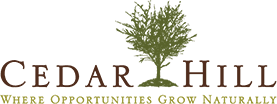 CEDAR HILL
WHERE OPPORTUNITIES GROW NATURALLY